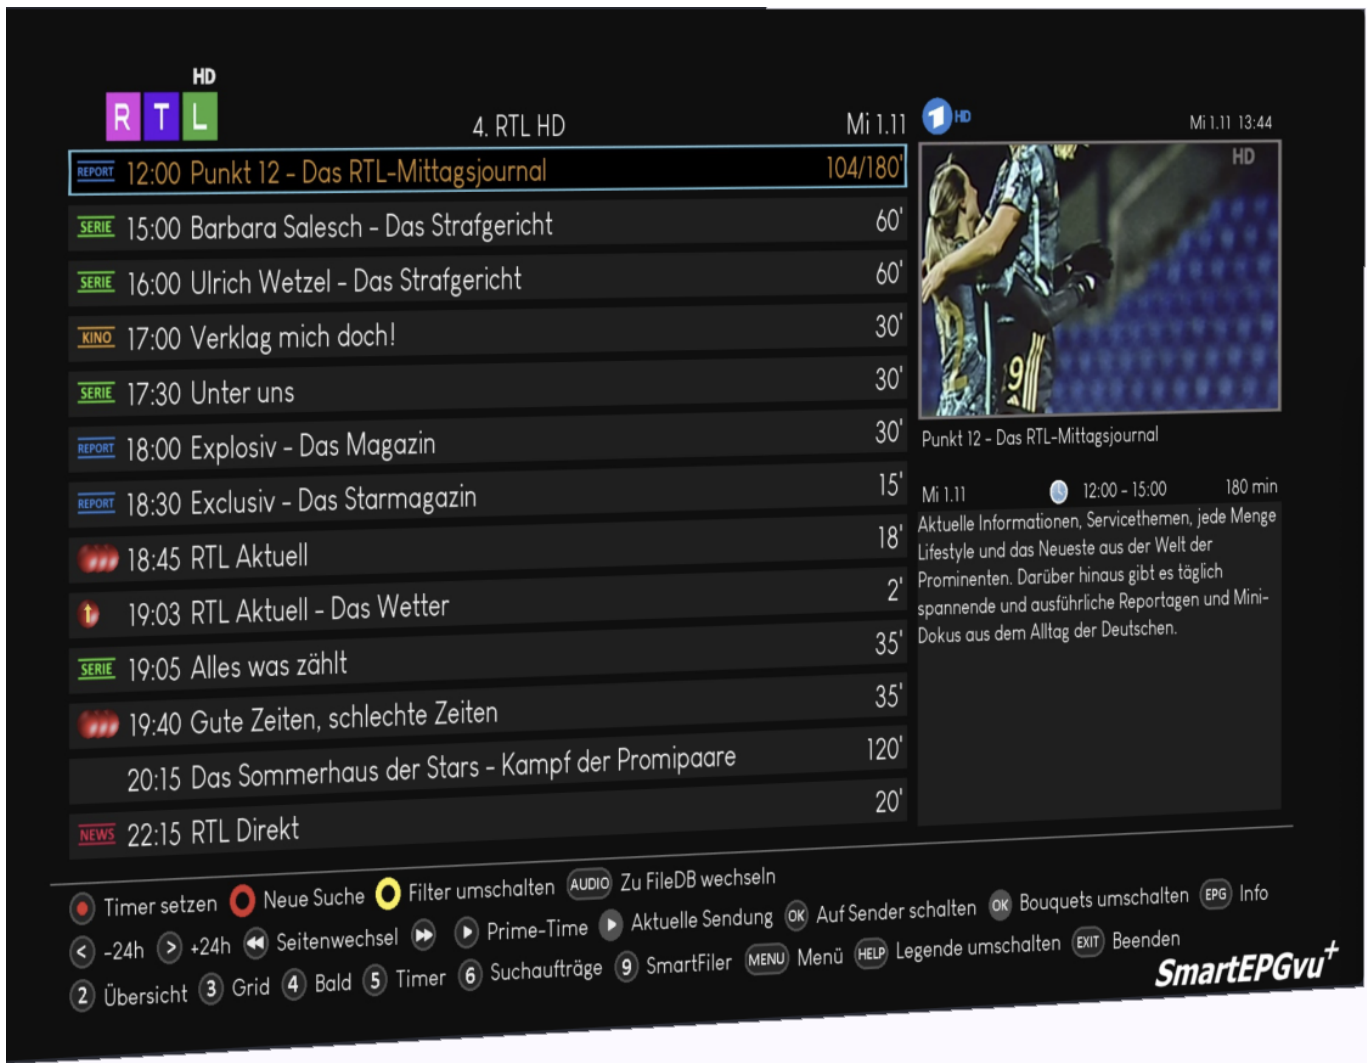 HD
RTL
4. RTL HD
Mi 1.11
REPORT 12:00 Punkt 12 - Das RTL-Mittagsjournal 104/180'
SERIE 15:00 Barbara Salesch - Das Strafgericht 60'
SERIE 16:00 Ulrich Wetzel - Das Strafgericht 60'
KINO 17:00 Verklag mich doch! 30'
SERIE 17:30 Unter uns 30'
REPORT 18:00 Explosiv - Das Magazin 30'
REPORT 18:30 Exclusiv - Das Starmagazin 15'
18:45 RTL Aktuell 18'
19:03 RTL Aktuell - Das Wetter 2'
SERIE 19:05 Alles was zählt 35'
19:40 Gute Zeiten, schlechte Zeiten 35'
20:15 Das Sommerhaus der Stars - Kampf der Promipaare 120'
NEWS 22:15 RTL Direkt 20'
1 HD
Mi 1.11 13:44
HD
2
9
Punkt 12 - Das RTL-Mittagsjournal
Mi 1.11 12:00 - 15:00 180 min
Aktuelle Informationen, Servicethemen, jede Menge
Lifestyle und das Neueste aus der Welt der
Prominenten. Darüber hinaus gibt es täglich
spannende und ausführliche Reportagen und Mini-
Dokus aus dem Alltag der Deutschen.
Timer setzen Neue Suche Filter umschalten AUDIO Zu FileDB wechseln
< -24h > +24h Seitenwechsel Prime-Time Aktuelle Sendung OK Auf Sender schalten OK Bouquets umschalten EPG Info
2 Übersicht 3 Grid 4 Bald 5 Timer 6 Suchaufträge 9 SmartFiler MENU Menü HELP Legende umschalten EXIT Beenden
SmartEPGvu+